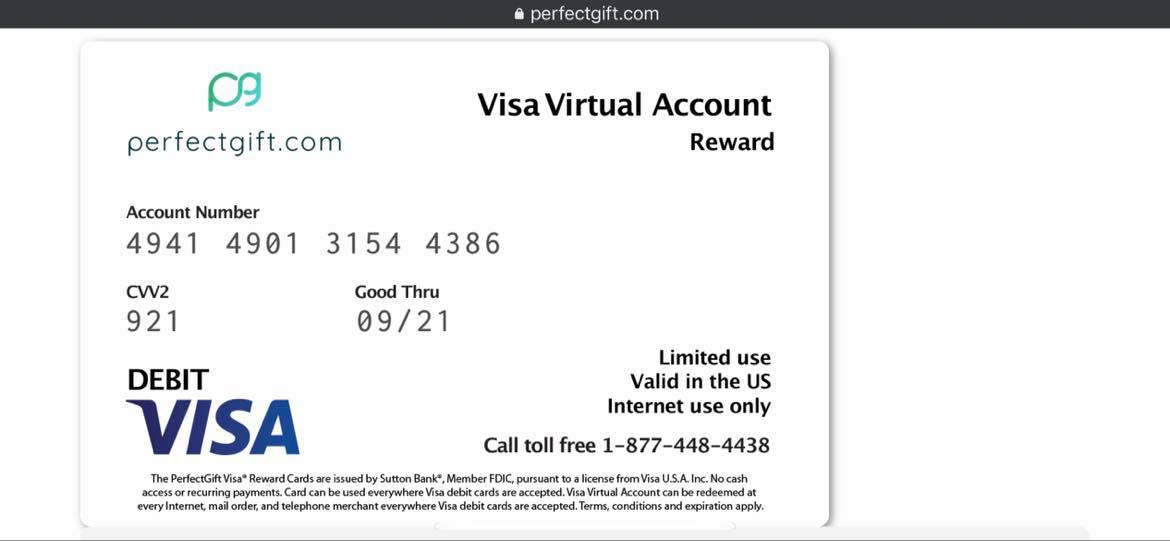 perfectgift.com
pg
perfectgift.com
Visa Virtual Account
Reward
Account Number
4941 4901 3154 4386
CVV2 Good Thru
921 09/21
DEBIT
VISA
Limited use
Valid in the US
Internet use only
Call toll free 1-877-448-4438
The PerfectGift Visa® Reward Cards are issued by Sutton Bank®, Member FDIC, pursuant to a license from Visa U.S.A. Inc. No cash
access or recurring payments. Card can be used everywhere Visa debit cards are accepted. Visa Virtual Account can be redeemed at
every Internet, mail order, and telephone merchant everywhere Visa debit cards are accepted. Terms, conditions and expiration apply.